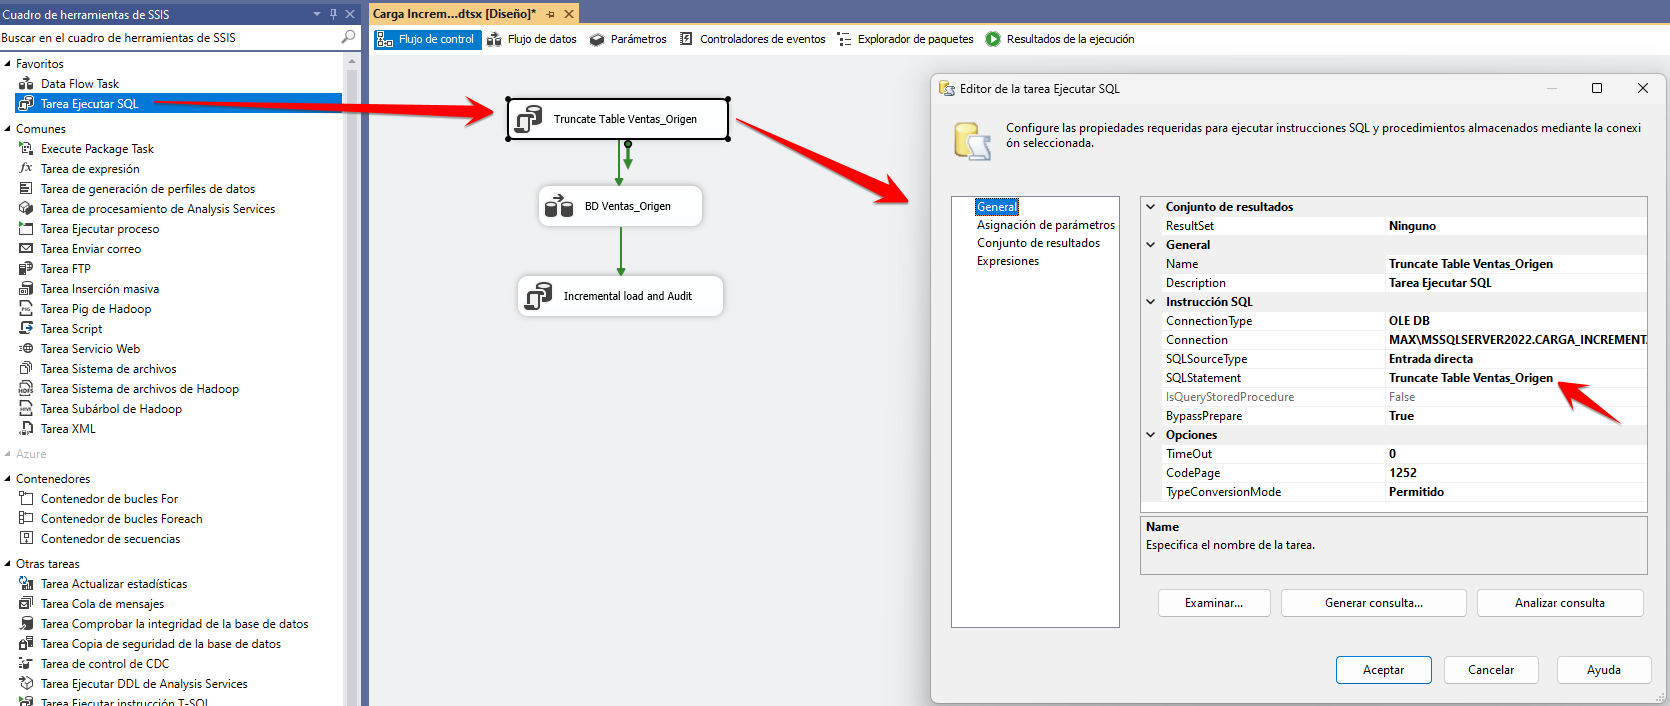 Cuadro de herramientas de SSIS
Buscar en el cuadro de herramientas de SSIS
Favoritos
Data Flow Task
Tarea Ejecutar SQL
Comunes
Execute Package Task
Tarea de expresión
Tarea de generación de perfiles de datos
Tarea de procesamiento de Analysis Services
Tarea Ejecutar proceso
Tarea Enviar correo
Tarea FTP
Tarea Inserción masiva
Tarea Pig de Hadoop
Tarea Script
Tarea Servicio Web
Tarea Sistema de archivos
Tarea Sistema de archivos de Hadoop
Tarea Subárbol de Hadoop
Tarea XML
Azure
Contenedores
Contenedor de bucles For
Contenedor de bucles Foreach
Contenedor de secuencias
Otras tareas
Tarea Actualizar estadísticas
Tarea Cola de mensajes
Tarea Comprobar la integridad de la base de datos
Tarea Copia de seguridad de la base de datos
Tarea de control de CDC
Tarea Ejecutar DDL de Analysis Services
Tarea Ejecutar instrucción T-SQL
Carga Increm...dtsx [Diseño]*
Flujo de control
Flujo de datos
Parámetros
Controladores de eventos
Explorador de paquetes
Resultados de la ejecución
Truncate Table Ventas_Origen
BD Ventas_Origen
Incremental load and Audit
Editor de la tarea Ejecutar SQL
Configure las propiedades requeridas para ejecutar instrucciones SQL y procedimientos almacenados mediante la conexi
ón seleccionada.
General
Asignación de parámetros
Conjunto de resultados
Expresiones
Conjunto de resultados
ResultSet Ninguno
General
Name Truncate Table Ventas_Origen
Description Tarea Ejecutar SQL
Instrucción SQL
ConnectionType OLE DB
Connection MAX\MSSQLSERVER2022.CARGA_INCREMENTA
SQLSourceType Entrada directa
SQLStatement Truncate Table Ventas_Origen
IsQueryStoredProcedure False
BypassPrepare True
Opciones
TimeOut 0
CodePage 1252
TypeConversionMode Permitido
Name
Especifica el nombre de la tarea.
Examinar...
Generar consulta...
Analizar consulta
Aceptar
Cancelar
Ayuda